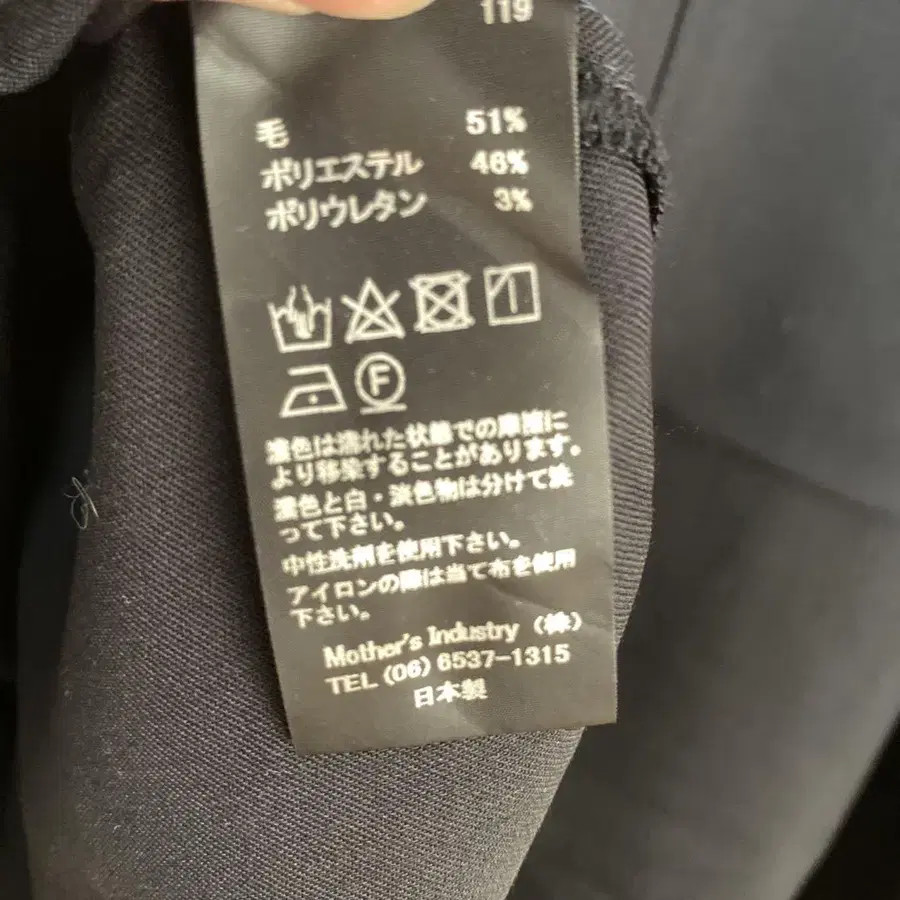 119
毛 51%
ポリエステル 46%
ポリウレタン 3%
F
濃色は濡れた状態での摩擦に
より移染することがあります。
濃色と白・淡色物は分けて洗
って下さい。
中性洗剤を使用下さい。
アイロンの際は当て布を使用
下さい。
Mother's Industry (株)
TEL (06) 6537-1315
日本製